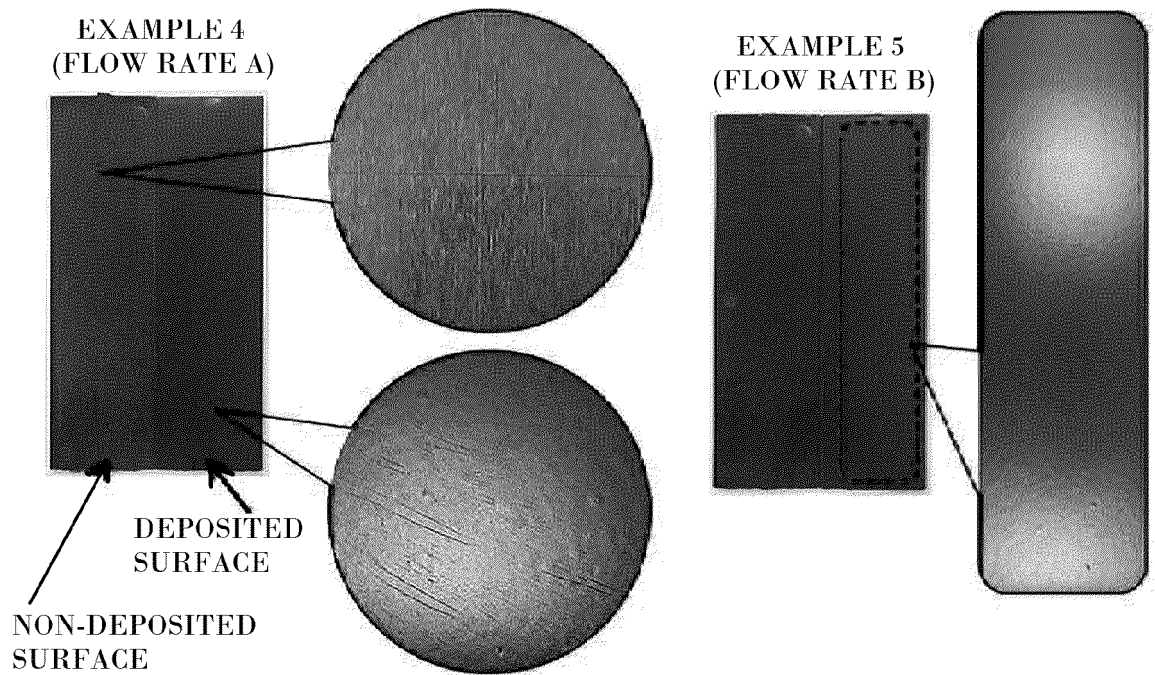 EXAMPLE 4
(FLOW RATE A)
EXAMPLE 5
(FLOW RATE B)
DEPOSITED
SURFACE
NON-DEPOSITED
SURFACE